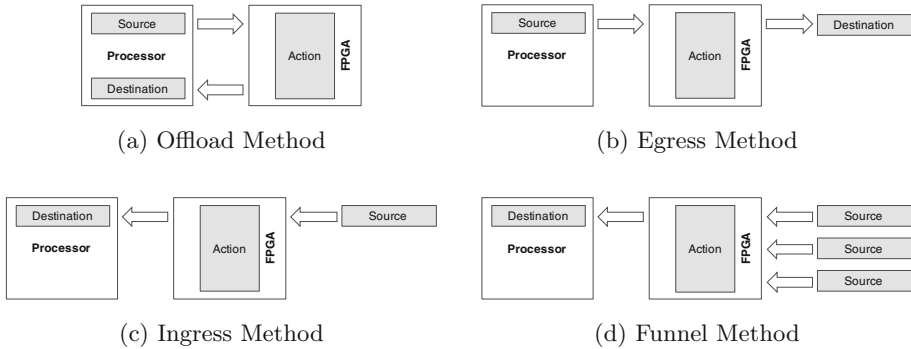 Source
Processor
Destination
Action
FPGA
(a) Offload Method
Source
Processor
Action
FPGA
Destination
(b) Egress Method
Destination
Processor
Action
FPGA
Source
(c) Ingress Method
Destination
Processor
Action
FPGA
Source
Source
Source
(d) Funnel Method